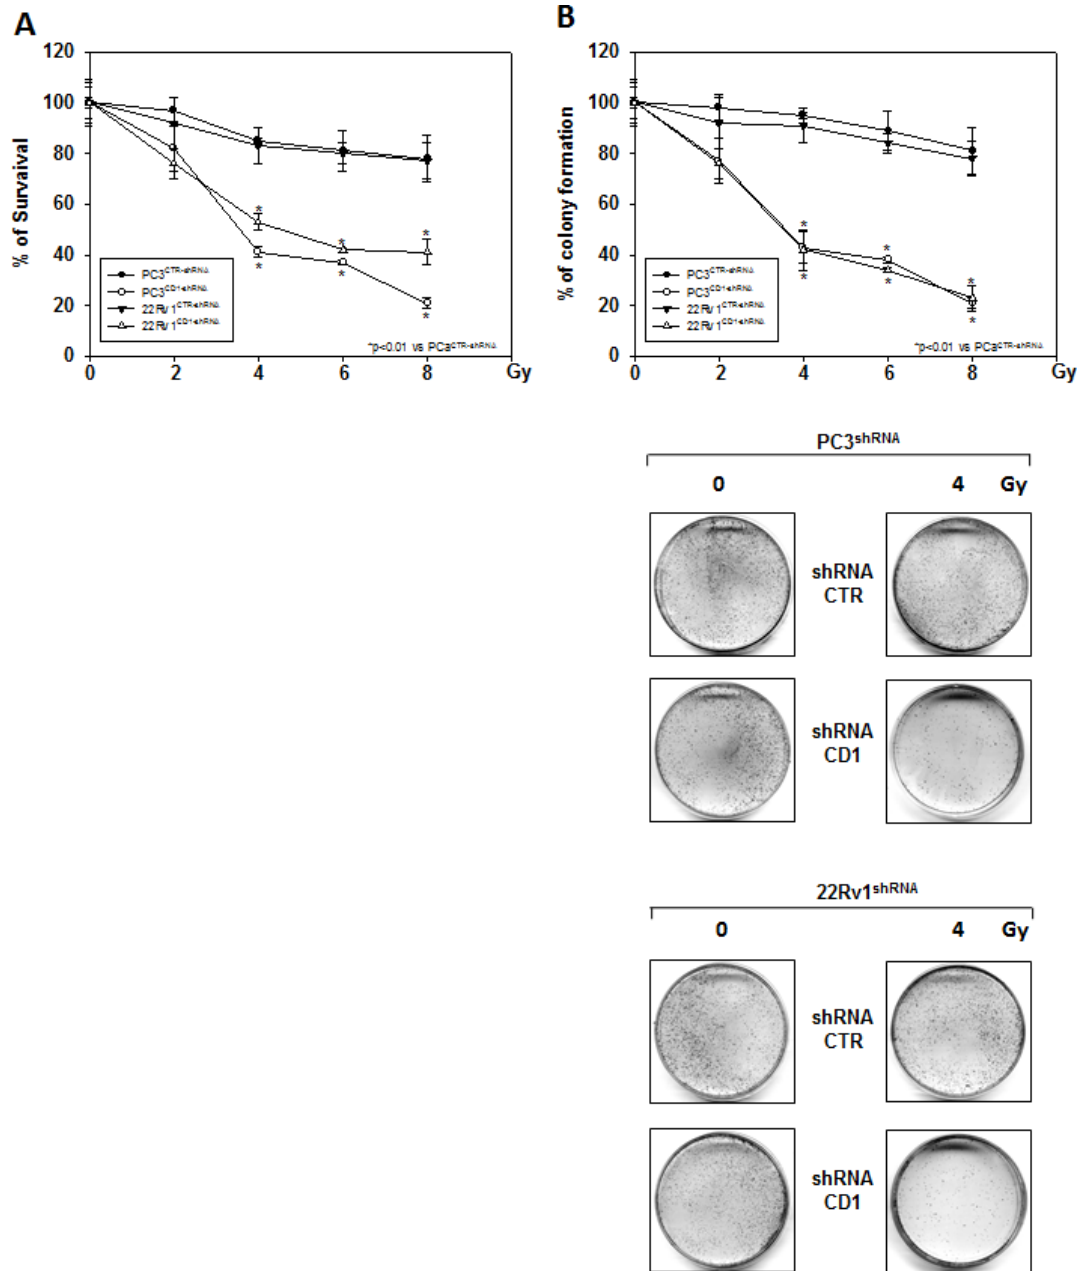 A
120
100
80
60
40
20
0
% of Survaival
PC3CTR-shRNA
PC3CD1-shRNA
22Rv1CTR-shRNA
22Rv1CD1-shRNA
* * * * * *
*p<0.01 vs PCaCTR-shRNA
0 2 4 6 8 Gy
B
120
100
80
60
40
20
0
% of colony formation
PC3CTR-shRNA
PC3CD1-shRNA
22Rv1CTR-shRNA
22Rv1CD1-shRNA
* * * * * *
*p<0.01 vs PCaCTR-shRNA
0 2 4 6 8 Gy
PC3shRNA
0 4 Gy
shRNA
CTR
shRNA
CD1
22Rv1shRNA
0 4 Gy
shRNA
CTR
shRNA
CD1